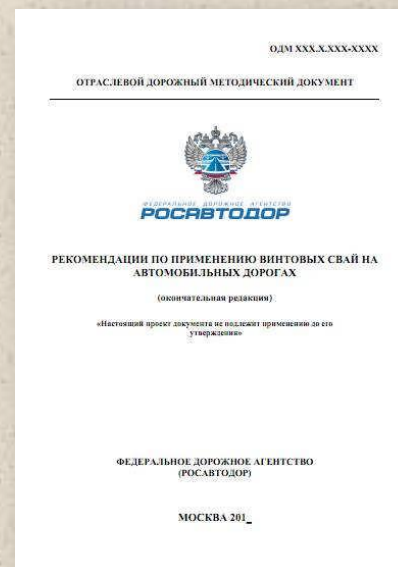 ОДМ XXX.X.XXX-XXXX
ОТРАСЛЕВОЙ ДОРОЖНЫЙ МЕТОДИЧЕСКИЙ ДОКУМЕНТ
ФЕДЕРАЛЬНОЕ ДОРОЖНОЕ АГЕНТСТВО
РОСАВТОДОР
РЕКОМЕНДАЦИИ ПО ПРИМЕНЕНИЮ ВИНТОВЫХ СВАЙ НА
АВТОМОБИЛЬНЫХ ДОРОГАХ
(окончательная редакция)
«Настоящий проект документа не подлежит применению до его
утверждения»
ФЕДЕРАЛЬНОЕ ДОРОЖНОЕ АГЕНТСТВО
(РОСАВТОДОР)
МОСКВА 201_